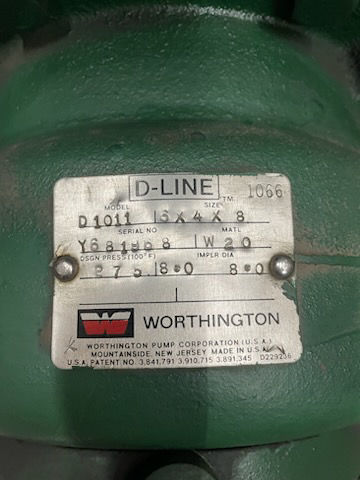 D-LINE TM 1066
MODEL SIZE
D1011 6X4X8
SERIAL NO MATL
W20
DSGN PRESS (100°F) IMPLR DIA
275 8.0 8.0
W
WORTHINGTON
WORTHINGTON PUMP CORPORATION (U.S.A.)
MOUNTAINSIDE, NEW JERSEY MADE IN U.S.A.
U.S.A. PATENT NO. 3,841,791 3,910,715 3,891,345